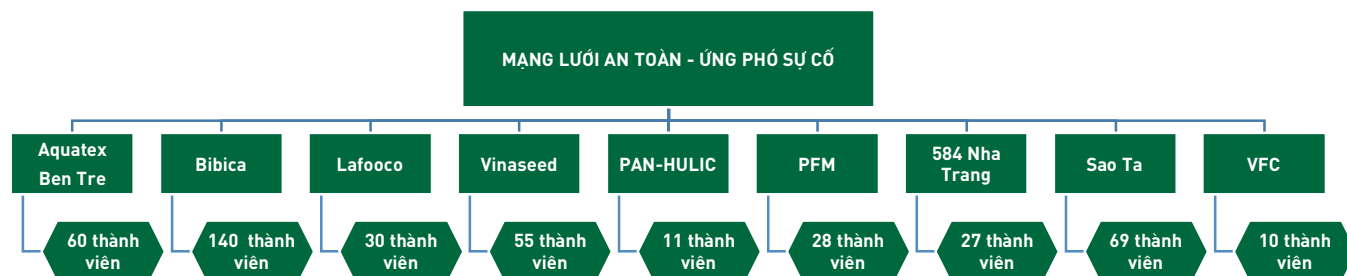 MẠNG LƯỚI AN TOÀN - ỨNG PHÓ SỰ CỐ
Aquatex
Ben Tre
Bibica
Lafooco
Vinaseed
PAN-HULIC
PFM
584 Nha
Trang
Sao Ta
VFC
60 thành
viên
140 thành
viên
30 thành
viên
55 thành
viên
11 thành
viên
28 thành
viên
27 thành
viên
69 thành
viên
10 thành
viên